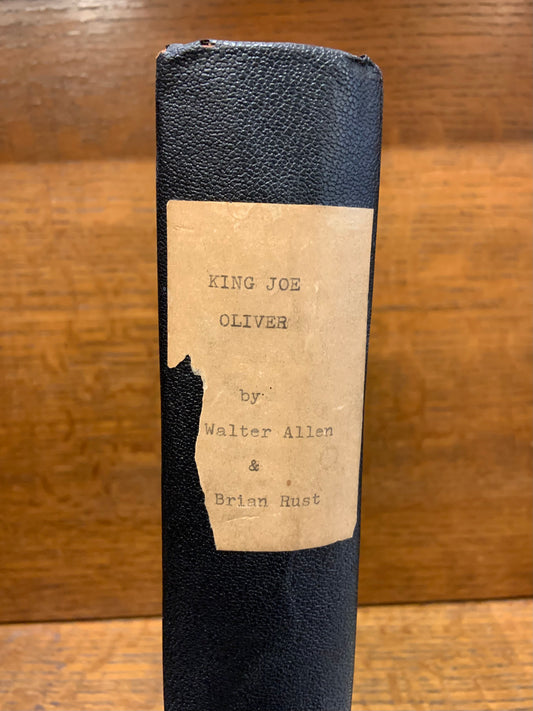 KING JOE
OLIVER
by
Walter Allen
&
Brian Rust